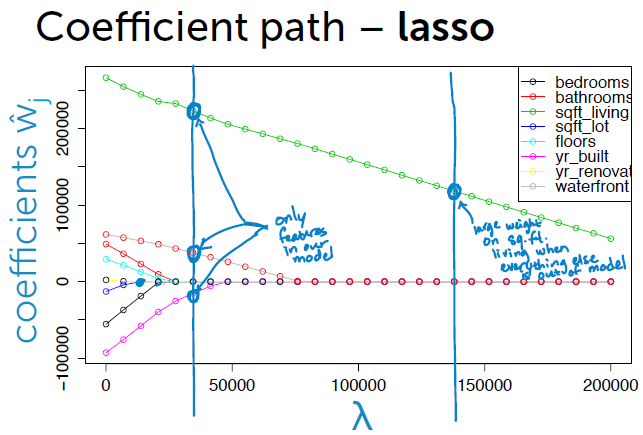 Coefficient path – lasso
coefficients ŵj
200000
100000
0
−100000
bedrooms
bathrooms
sqft_living
sqft_lot
floors
yr_built
yr_renovat
waterfront
only
features
in our
model
large weight
on sq.ft.
living when
everything else
is out of model
0
50000
100000
150000
200000
λ